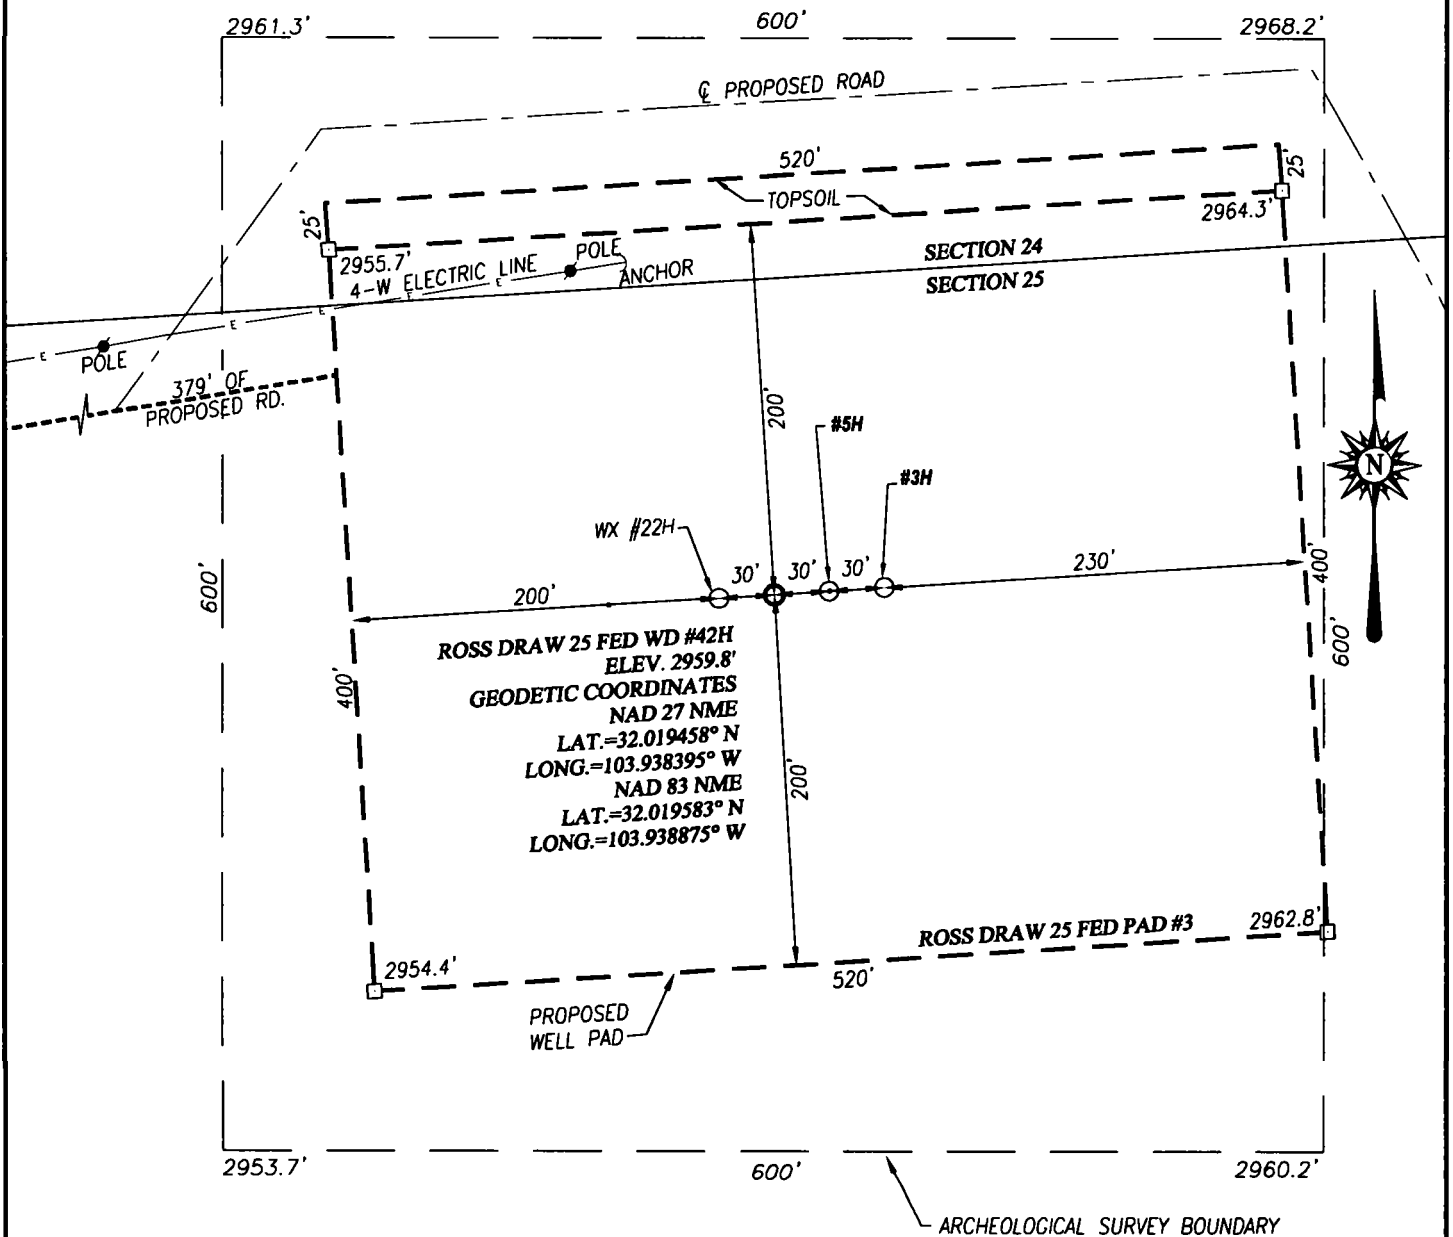 2961.3'
600'
2968.2'
℄ PROPOSED ROAD
520'
25'
TOPSOIL
25'
2964.3'
2955.7'
POLE
4-W ELECTRIC LINE
ANCHOR
SECTION 24
SECTION 25
E
E
E
E
E
POLE
379' OF
PROPOSED RD.
200'
#5H
#3H
N
WX #22H
30'
30'
30'
230'
200'
400'
600'
600'
ROSS DRAW 25 FED WD #42H
ELEV. 2959.8'
GEODETIC COORDINATES
NAD 27 NME
LAT.=32.019458° N
LONG.=103.938395° W
NAD 83 NME
LAT.=32.019583° N
LONG.=103.938875° W
400'
200'
ROSS DRAW 25 FED PAD #3
2962.8'
2954.4'
520'
PROPOSED
WELL PAD
2953.7'
600'
2960.2'
ARCHEOLOGICAL SURVEY BOUNDARY